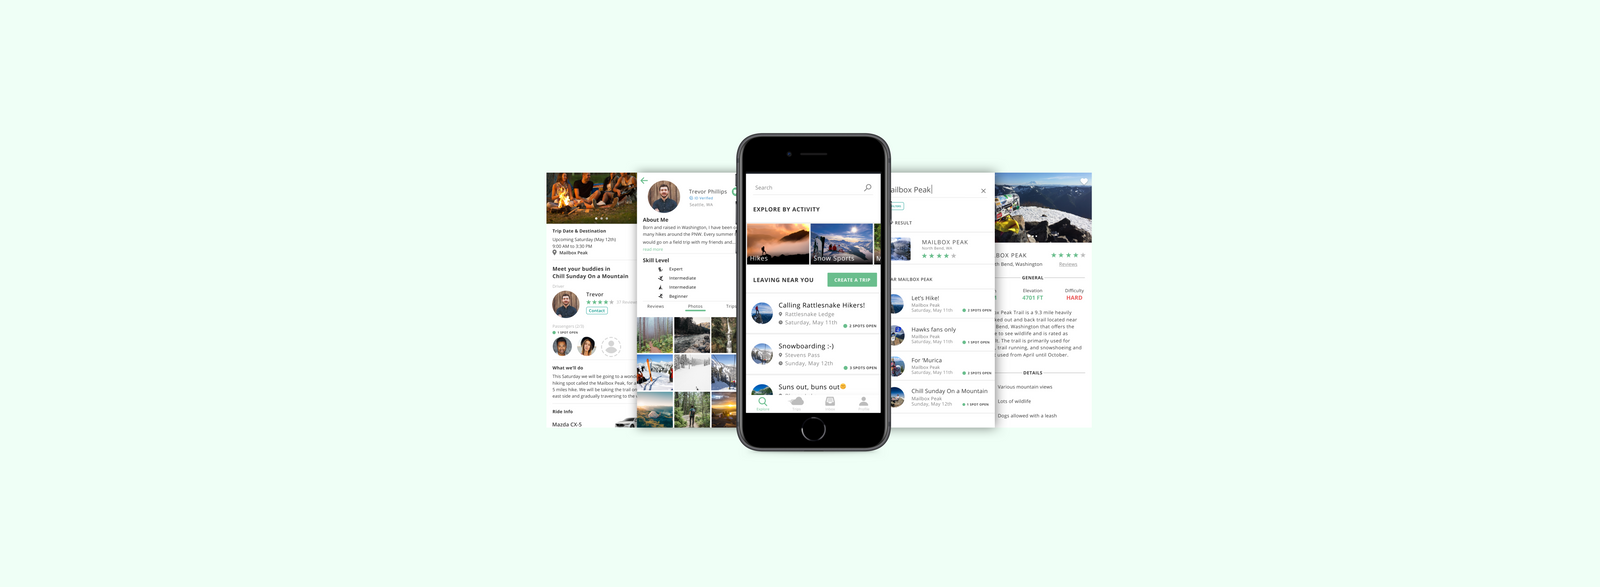 Trip Date & Destination
Upcoming Saturday (May 12th)
9:00 AM to 3:30 PM
Mailbox Peak
Meet your buddies in
Chill Sunday On a Mountain
Driver
Trevor
Contact
1 SPOT OPEN
What we'll do
This Saturday we will be going to a
hiking spot called the Mailbox Peak, for a
5 miles hike. We will be taking the trail on
east side and gradually traversing to the
Ride Info
Mazda CX-5
Trevor Phillips
ID Verified
Seattle, WA
About Me
Born and raised in Washington, I have been
many hikes around the PNW. Every summer
would go on a field trip with my friends and...
read more
Skill Level
Expert
Intermediate
Intermediate
Beginner
Reviews
Photos
Search
EXPLORE BY ACTIVITY
Hikes
Snow Sports
LEAVING NEAR YOU
CREATE A TRIP
Calling Rattlesnake Hikers!
Rattlesnake Ledge
Saturday, May 11th
2 SPOTS OPEN
Snowboarding :-)
Stevens Pass
Sunday, May 12th
3 SPOTS OPEN
Suns out, buns out
ailbox Peak
RESULT
MAILBOX PEAK
North Bend, WA
MAILBOX PEAK
Let's Hike!
Mailbox Peak
Saturday, May 11th
2 SPOTS OPEN
Hawks fans only
Mailbox Peak
Saturday, May 11th
1 SPOT OPEN
For 'Murica
Mailbox Peak
Saturday, May 11th
2 SPOTS OPEN
Chill Sunday On a Mountain
Mailbox Peak
Sunday, May 12th
1 SPOT OPEN
BOX PEAK
th Bend, Washington
Reviews
GENERAL
Elevation
Difficulty
4701 FT
HARD
x Peak Trail is a 9.3 mile heavily
ked out and back trail located near
Bend, Washington that offers the
e to see wildlife and is rated as
The trail is primarily used for
trail running, and snowshoeing and
used from April until October.
DETAILS
Various mountain views
Lots of wildlife
Dogs allowed with a leash